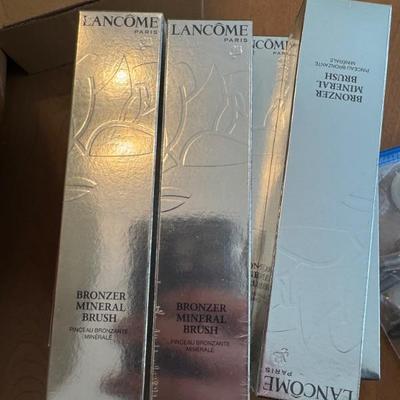 LANCÔME
PARIS
BRONZER
MINERAL
BRUSH
PINCEAU BRONZANTE
MINÉRALE
LANCÔME
PARIS
BRONZER
MINERAL
BRUSH
PINCEAU BRONZANTE
MINÉRALE
BRONZER
MINERAL
BRUSH
PINCEAU BRONZANTE
MINÉRALE
LANCÔME
PARIS